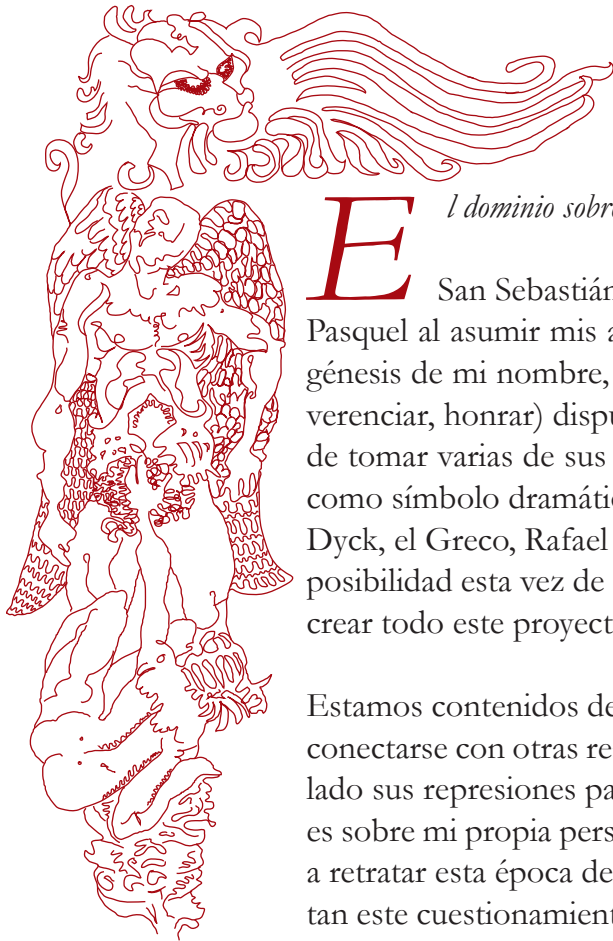 El dominio sobr
San Sebastián
Pasquel al asumir mis
génesis de mi nombre,
verenciar, honrar) disp
de tomar varias de sus
como símbolo dramátic
Dyck, el Greco, Rafael
posibilidad esta vez de
crear todo este proyect
Estamos contenidos de
conectarse con otras re
lado sus represiones pa
es sobre mi propia pers
a retratar esta época de
tan este cuestionamient